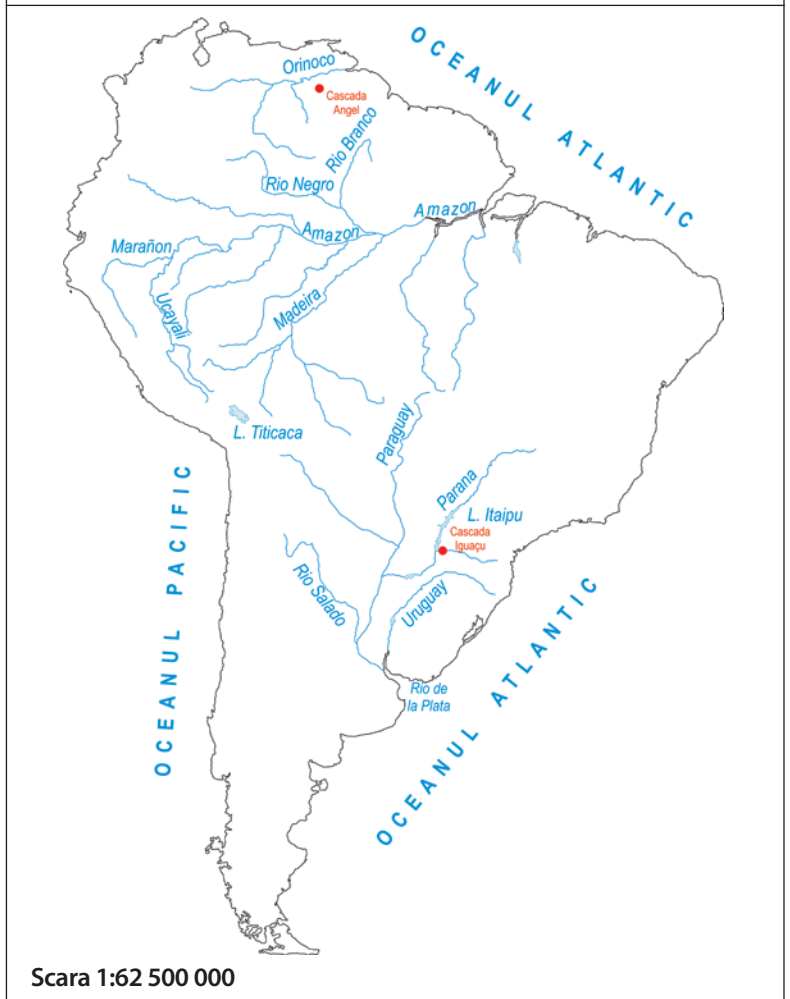 OCEANUL ATLANTIC
Orinoco
Cascada
Angel
Rio Branco
Rio Negro
Amazon
Amazon
Marañon
Ucayali
Madeira
L. Titicaca
Paraguay
OCEANUL PACIFIC
Parana
L. Itaipu
Cascada
Iguaçu
Rio Salado
Uruguay
Rio de
la Plata
OCEANUL ATLANTIC
Scara 1:62 500 000